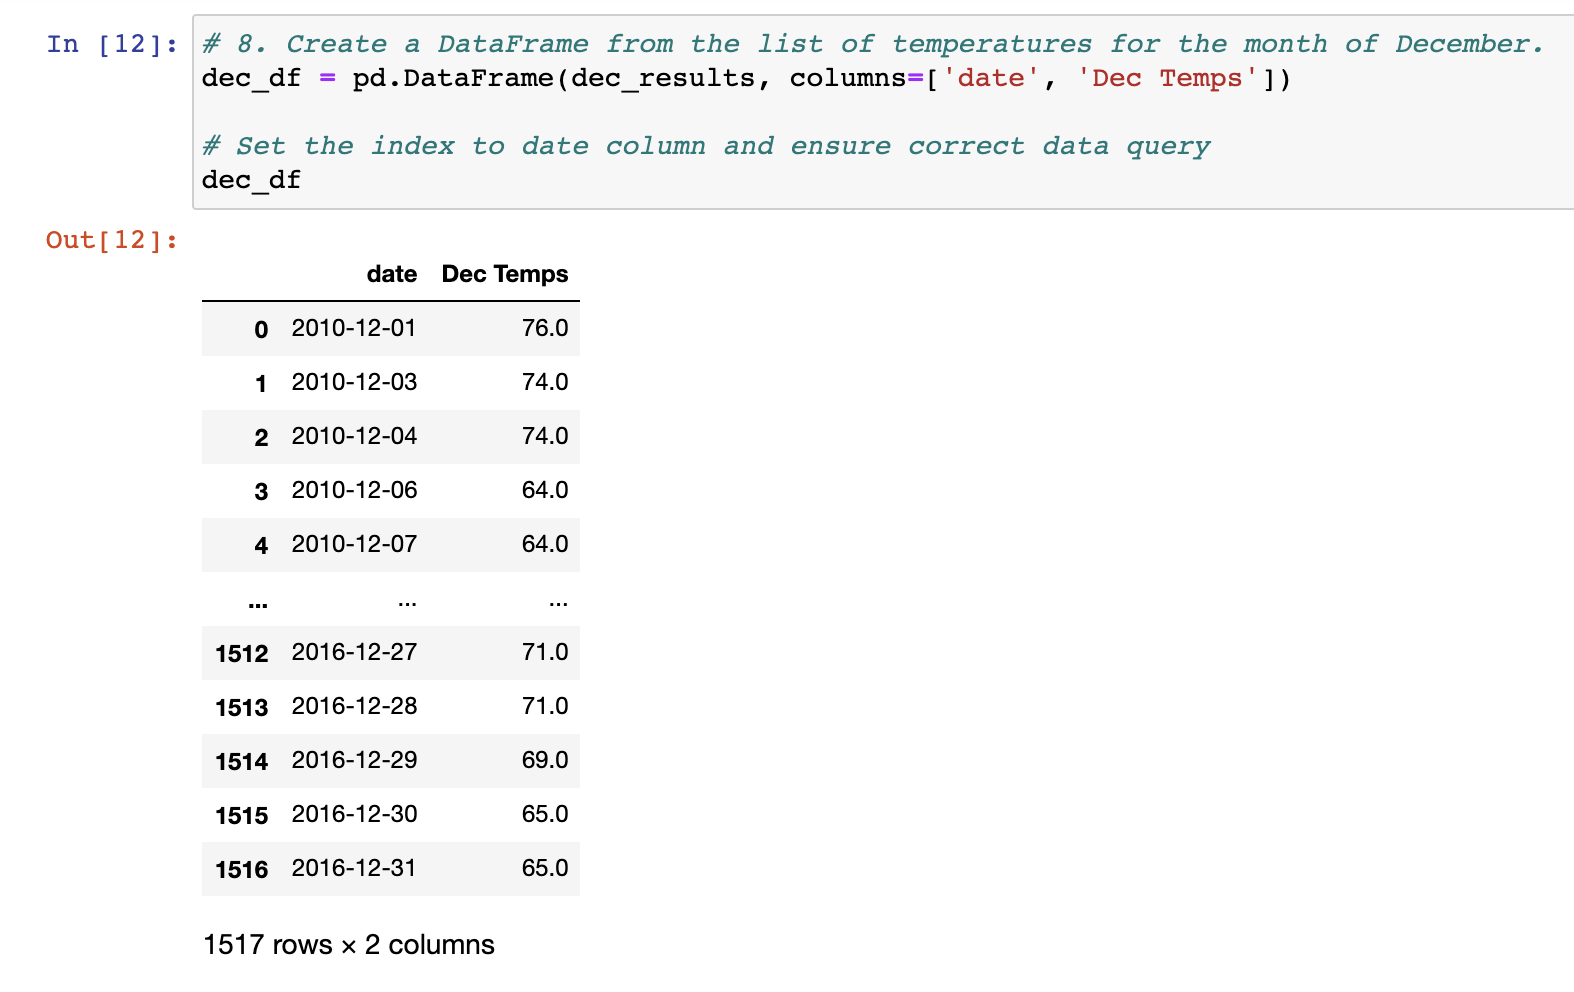 In [12]: # 8. Create a DataFrame from the list of temperatures for the month of December.
dec_df = pd.DataFrame(dec_results, columns=['date', 'Dec Temps'])
# Set the index to date column and ensure correct data query
dec_df
Out[12]:
date Dec Temps
0 2010-12-01 76.0
1 2010-12-03 74.0
2 2010-12-04 74.0
3 2010-12-06 64.0
4 2010-12-07 64.0
... ... ...
1512 2016-12-27 71.0
1513 2016-12-28 71.0
1514 2016-12-29 69.0
1515 2016-12-30 65.0
1516 2016-12-31 65.0
1517 rows × 2 columns